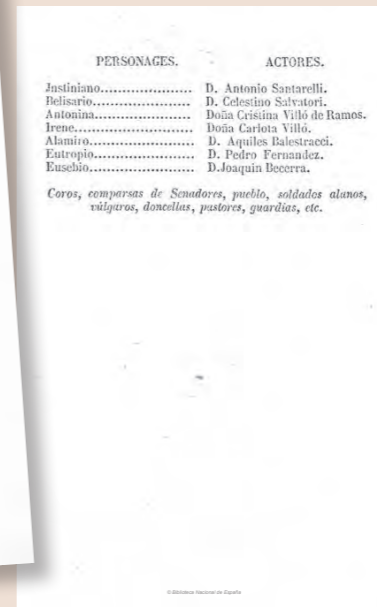 PERSONAGES. ACTORES.
Justiniano..................... D. Antonio Santarelli.
Belisario....................... D. Celestino Salvatori.
Antonina....................... Doña Cristina Villó de Ramos.
Irene........................... Doña Carlota Villó.
Alamiro........................ D. Aquiles Balestracci.
Eutropio....................... D. Pedro Fernandez.
Eusebio........................ D. Joaquin Becerra.
Coros, comparsas de Senadores, pueblo, soldados alanos,
vúlgaros, doncellas, pastores, guardias, etc.
© Biblioteca Nacional de España